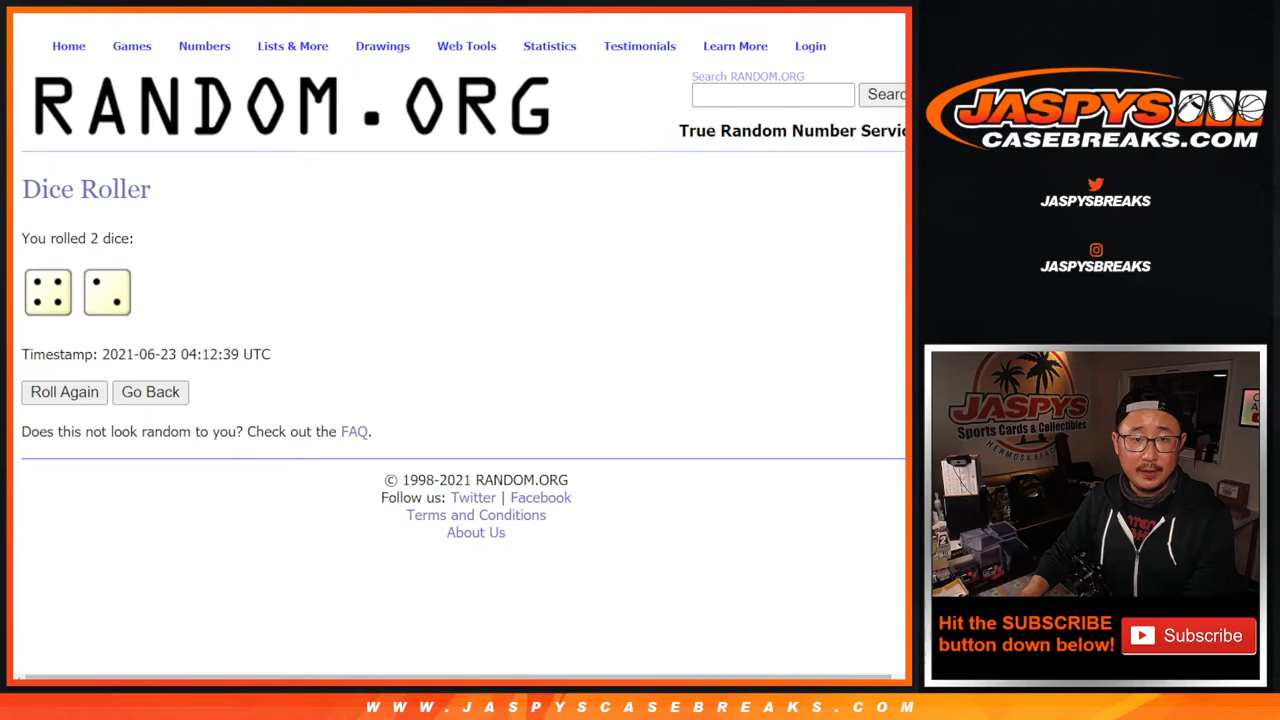 Home Games Numbers Lists & More Drawings Web Tools Statistics Testimonials Learn More Login
RANDOM.ORG
Search RANDOM.ORG
Searc
True Random Number Servic
Dice Roller
You rolled 2 dice:
Timestamp: 2021-06-23 04:12:39 UTC
Roll Again Go Back
Does this not look random to you? Check out the FAQ.
© 1998-2021 RANDOM.ORG
Follow us: Twitter | Facebook
Terms and Conditions
About Us
JASPYS
CASEBREAKS.COM
JASPYSBREAKS
JASPYSBREAKS
JASPYS
Sports Cards & Collectibles
HERMOSA BEACH
Hit the SUBSCRIBE
button down below!
Subscribe
WWW.JASPYSCASEBREAKS.COM